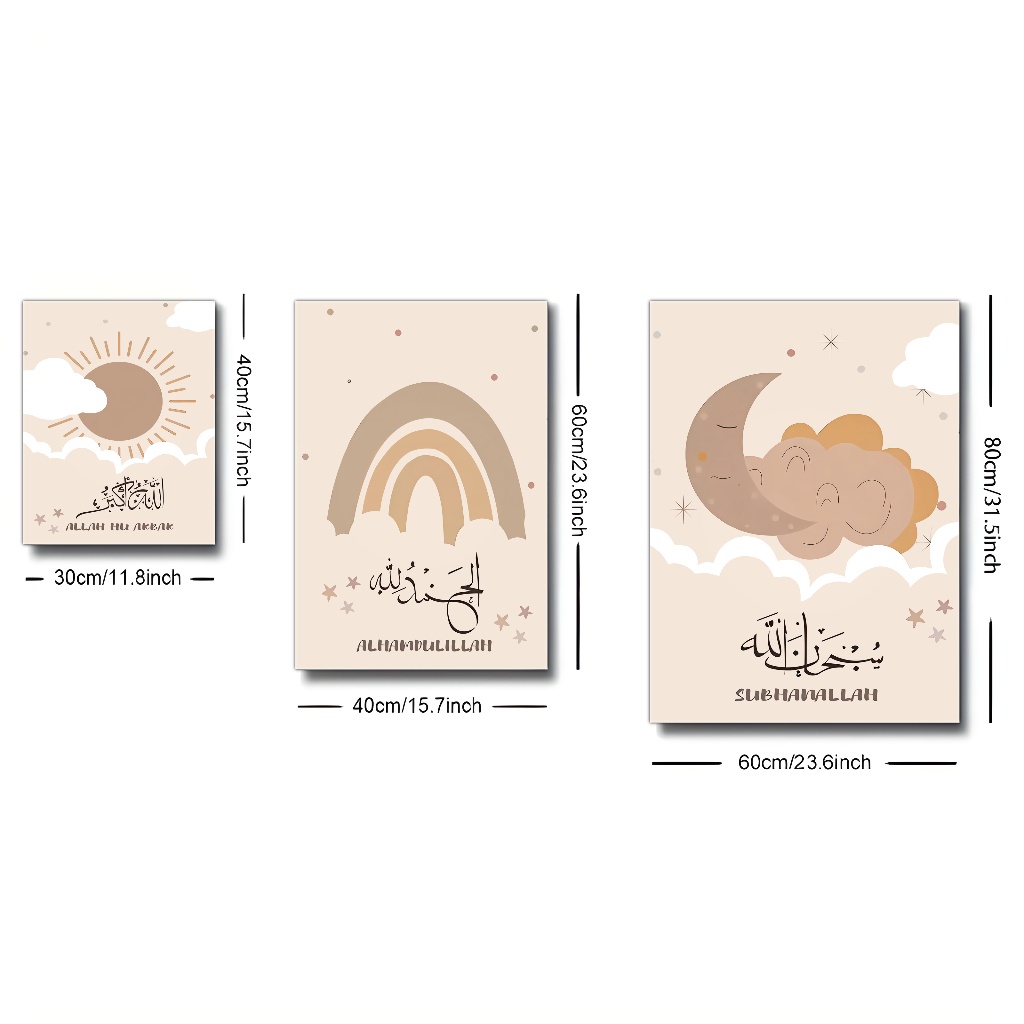 الله أكبر
ALLAH HU AKBAR
40cm/15.7inch
30cm/11.8inch
الحمد لله
ALHAMDULILLAH
60cm/23.6inch
40cm/15.7inch
سبحان الله
SUBHANALLAH
80cm/31.5inch
60cm/23.6inch